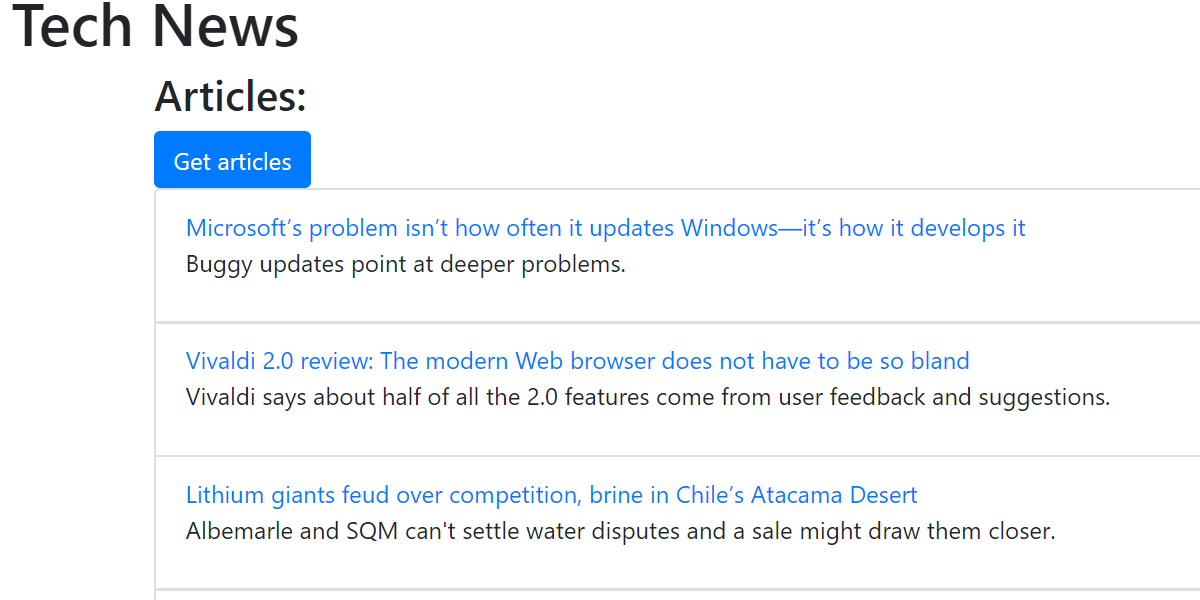 Tech News
Articles:
Get articles
Microsoft’s problem isn’t how often it updates Windows—it’s how it develops it
Buggy updates point at deeper problems.
Vivaldi 2.0 review: The modern Web browser does not have to be so bland
Vivaldi says about half of all the 2.0 features come from user feedback and suggestions.
Lithium giants feud over competition, brine in Chile’s Atacama Desert
Albemarle and SQM can't settle water disputes and a sale might draw them closer.